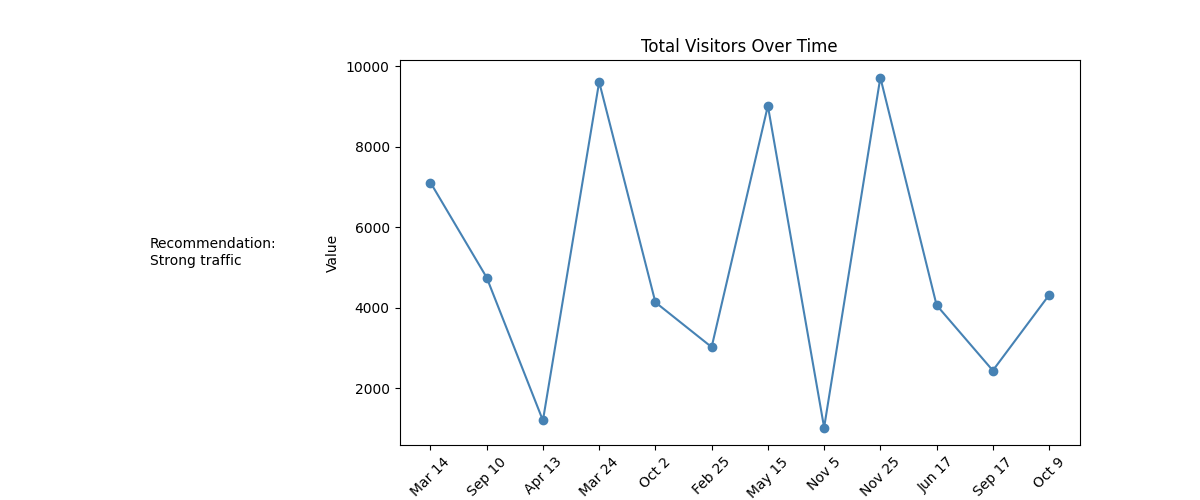 Total Visitors Over Time
Recommendation:
Strong traffic
Value
10000
8000
6000
4000
2000
Mar 14
Sep 10
Apr 13
Mar 24
Oct 2
Feb 25
May 15
Nov 5
Nov 25
Jun 17
Sep 17
Oct 9